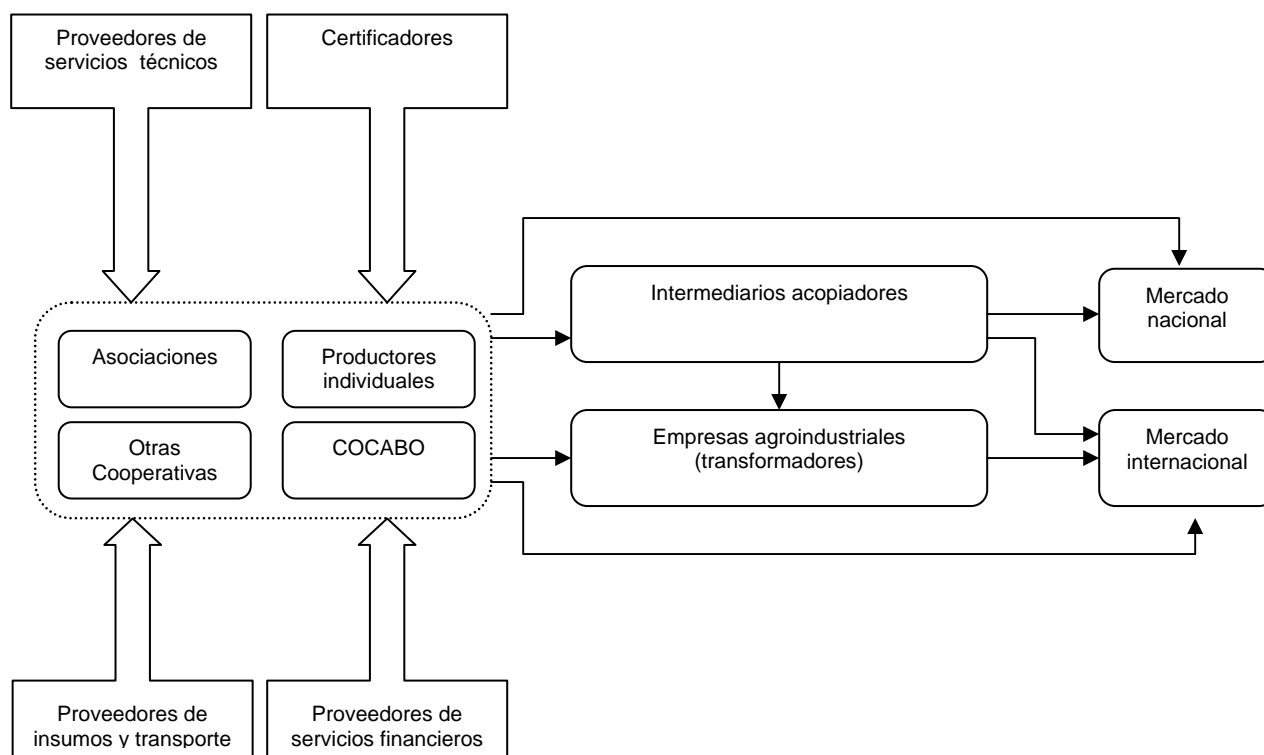 Proveedores de
servicios técnicos
Certificadores
Intermediarios acopiadores
Mercado
nacional
Asociaciones
Productores
individuales
Otras
Cooperativas
COCABO
Empresas agroindustriales
(transformadores)
Mercado
internacional
Proveedores de
insumos y transporte
Proveedores de
servicios financieros